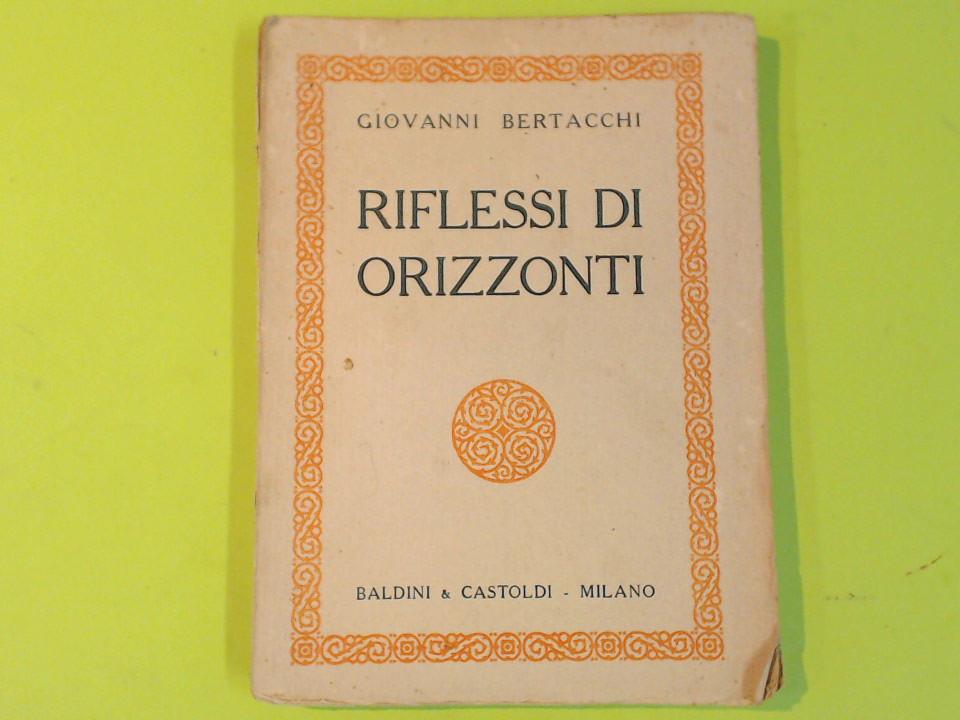 GIOVANNI BERTACCHI
RIFLESSI DI
ORIZZONTI
BALDINI & CASTOLDI - MILANO